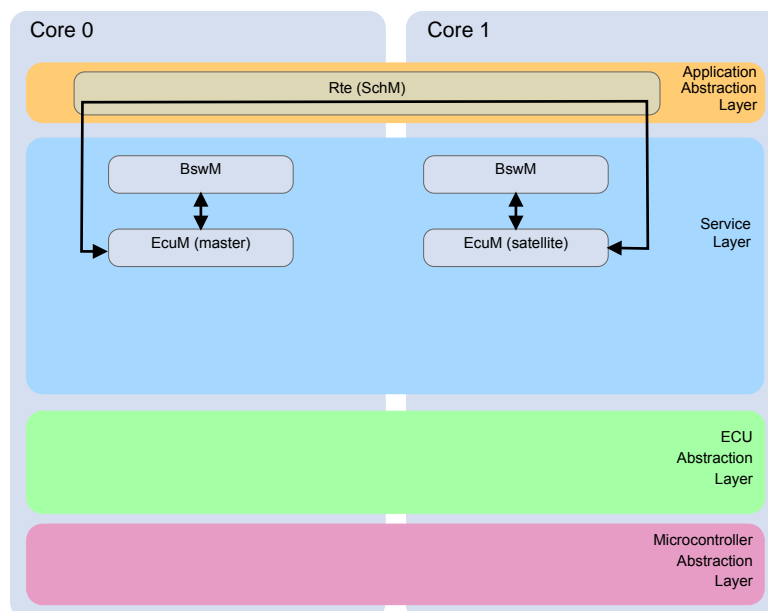 Core 0
Core 1
Rte (SchM)
Application
Abstraction
Layer
BswM
BswM
EcuM (master)
EcuM (satellite)
Service
Layer
ECU
Abstraction
Layer
Microcontroller
Abstraction
Layer